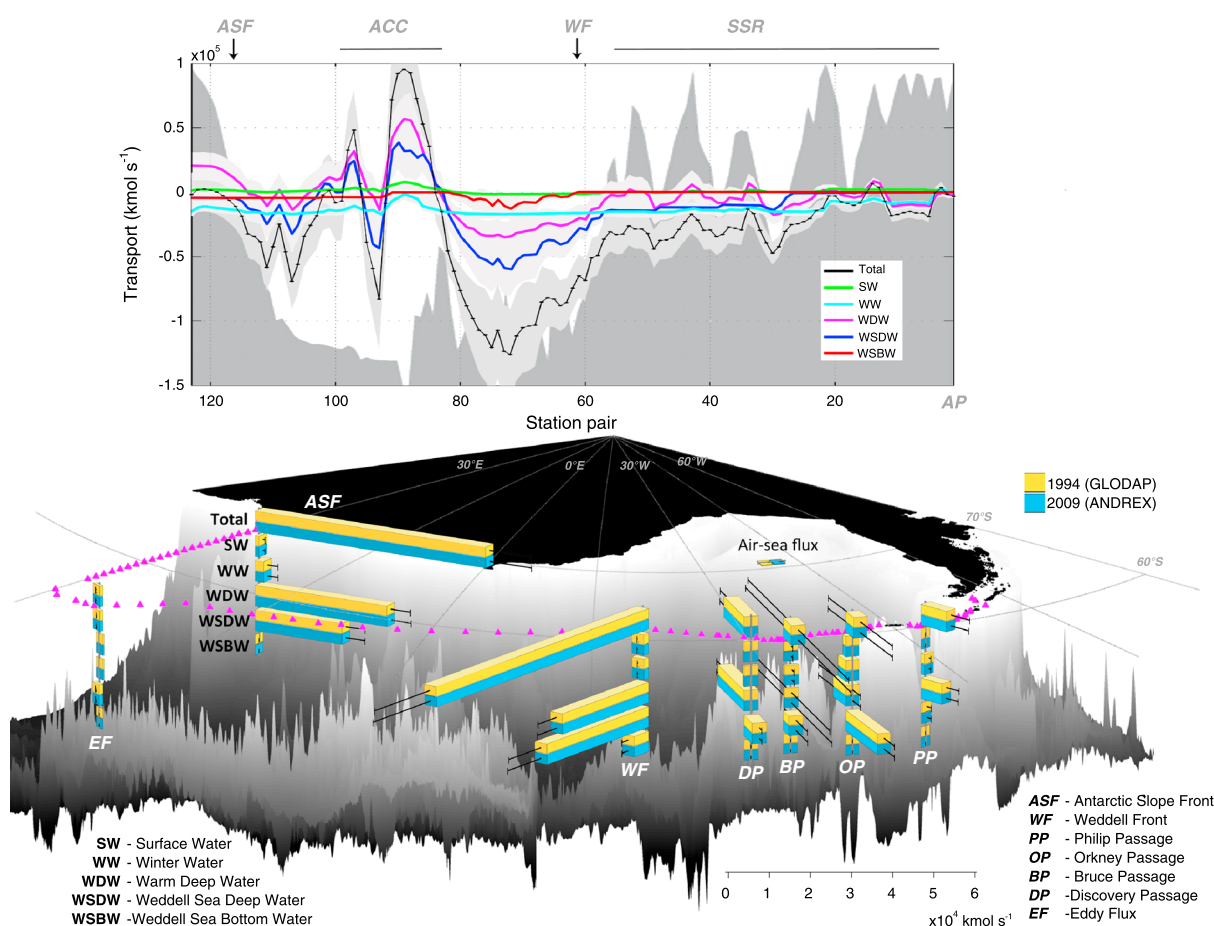 ASF ACC WF SSR
x10⁵
1
0.5
0
-0.5
-1
-1.5
Transport (kmol s⁻¹)
Total
SW
WW
WDW
WSDW
WSBW
120 100 80 60 40 20 AP
Station pair
30°E 0°E 30°W 60°W
1994 (GLODAP)
2009 (ANDREX)
70°S
60°S
ASF
Total
SW
WW
WDW
WSDW
WSBW
Air-sea flux
EF WF DP BP OP PP
SW - Surface Water
WW - Winter Water
WDW - Warm Deep Water
WSDW - Weddell Sea Deep Water
WSBW -Weddell Sea Bottom Water
0 1 2 3 4 5 6
x10⁴ kmol s⁻¹
ASF - Antarctic Slope Front
WF - Weddell Front
PP - Philip Passage
OP - Orkney Passage
BP - Bruce Passage
DP -Discovery Passage
EF -Eddy Flux